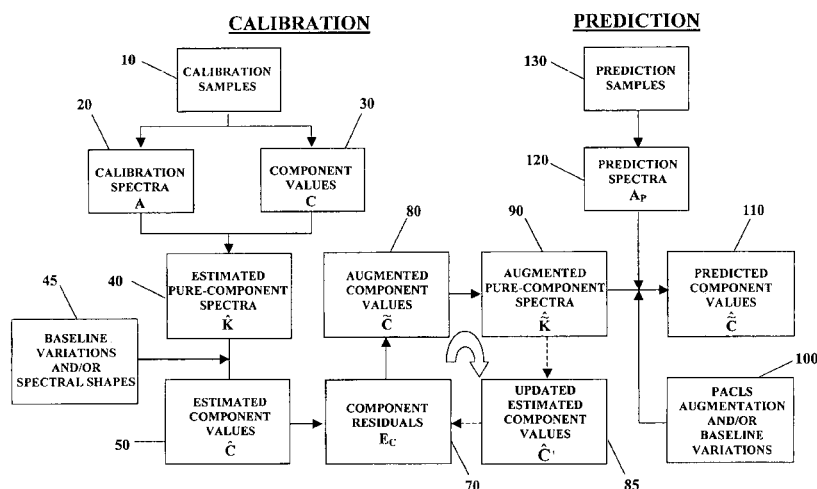 CALIBRATION
PREDICTION
10
CALIBRATION
SAMPLES
130
PREDICTION
SAMPLES
20
30
CALIBRATION
SPECTRA
A
COMPONENT
VALUES
C
120
PREDICTION
SPECTRA
A_P
80
90
110
45
40
ESTIMATED
PURE-COMPONENT
SPECTRA
K̂
AUGMENTED
COMPONENT
VALUES
C̃
AUGMENTED
PURE-COMPONENT
SPECTRA
K̃̂
PREDICTED
COMPONENT
VALUES
C̃̂
BASELINE
VARIATIONS
AND/OR
SPECTRAL SHAPES
100
50
ESTIMATED
COMPONENT
VALUES
Ĉ
COMPONENT
RESIDUALS
E_C
UPDATED
ESTIMATED
COMPONENT
VALUES
Ĉ'
PACLS
AUGMENTATION
AND/OR
BASELINE
VARIATIONS
70
85